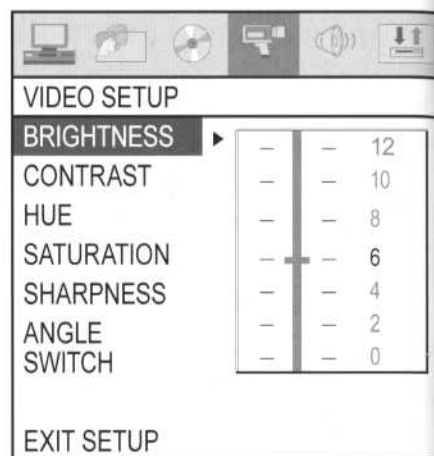 VIDEO SETUP
BRIGHTNESS
CONTRAST
HUE
SATURATION
SHARPNESS
ANGLE
SWITCH
EXIT SETUP
12
10
8
6
4
2
0